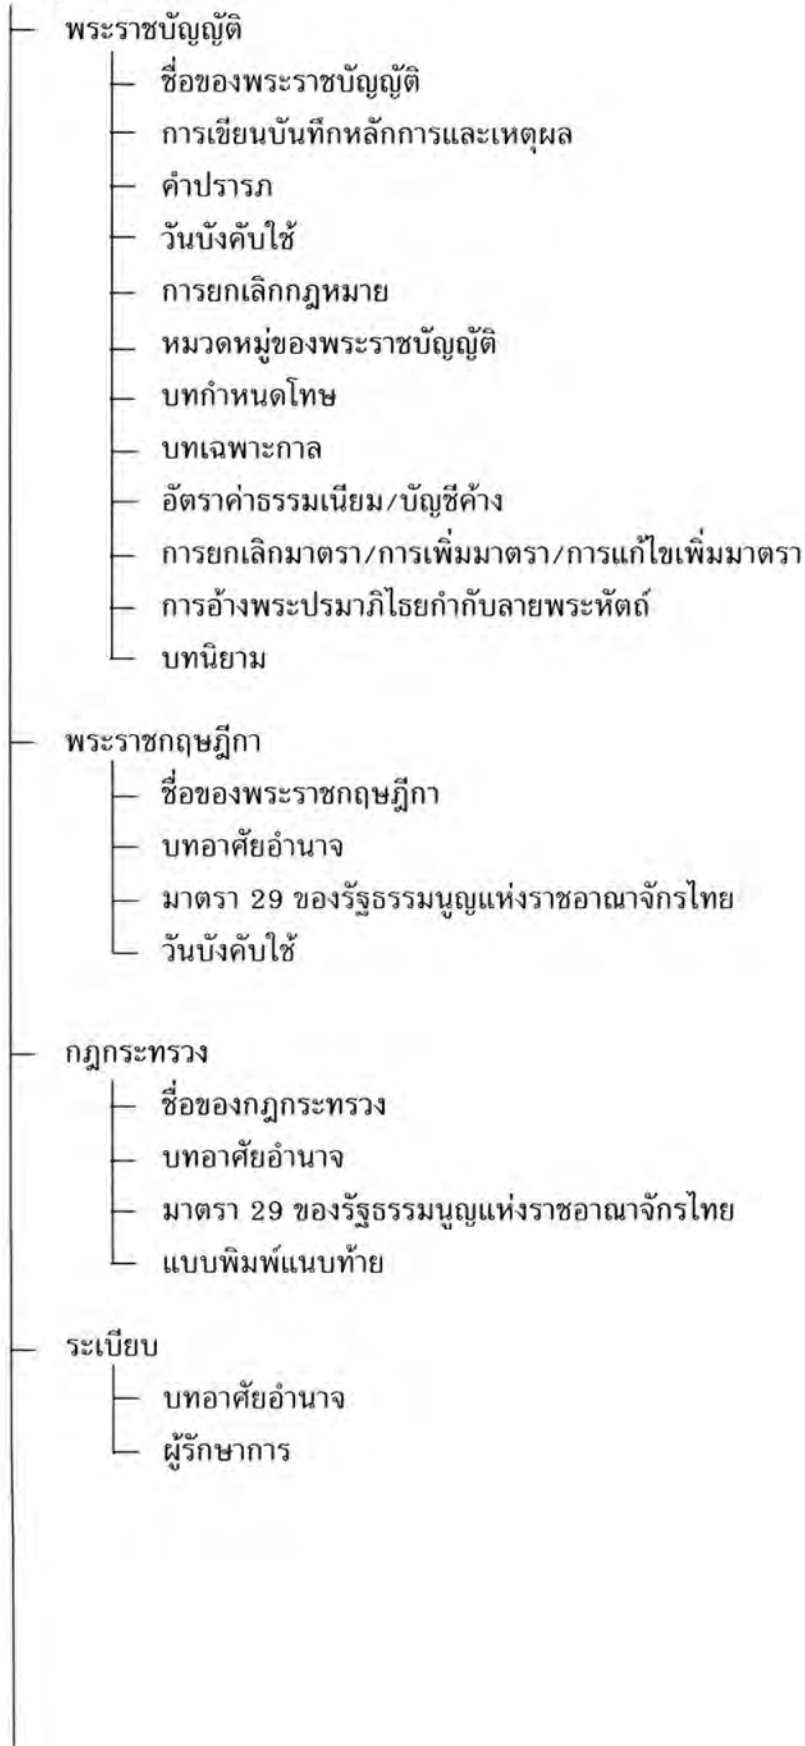 พระราชบัญญัติ
ชื่อของพระราชบัญญัติ
การเขียนบันทึกหลักการและเหตุผล
คำปรารภ
วันบังคับใช้
การยกเลิกกฎหมาย
หมวดหมู่ของพระราชบัญญัติ
บทกำหนดโทษ
บทเฉพาะกาล
อัตราค่าธรรมเนียม/บัญชีค้าง
การยกเลิกมาตรา/การเพิ่มมาตรา/การแก้ไขเพิ่มมาตรา
การอ้างพระปรมาภิไธยกำกับลายพระหัตถ์
บทนิยาม
พระราชกฤษฎีกา
ชื่อของพระราชกฤษฎีกา
บทอาศัยอำนาจ
มาตรา 29 ของรัฐธรรมนูญแห่งราชอาณาจักรไทย
วันบังคับใช้
กฎกระทรวง
ชื่อของกฎกระทรวง
บทอาศัยอำนาจ
มาตรา 29 ของรัฐธรรมนูญแห่งราชอาณาจักรไทย
แบบพิมพ์แนบท้าย
ระเบียบ
บทอาศัยอำนาจ
ผู้รักษาการ